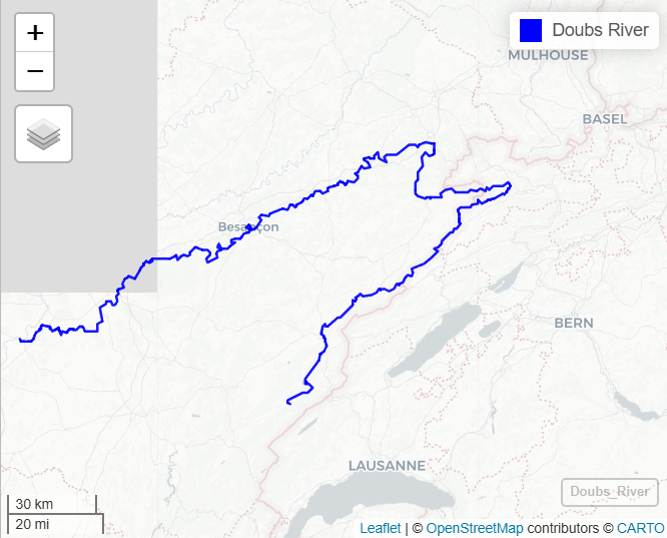 +
Doubs River
MULHOUSE
−
BASEL
Besançon
BERN
LAUSANNE
Doubs_River
30 km
20 mi
Leaflet | © OpenStreetMap contributors © CARTO